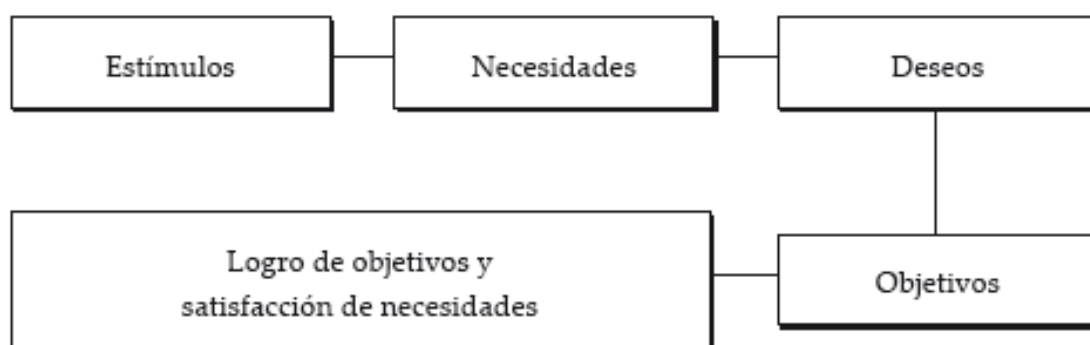 Estímulos
Necesidades
Deseos
Objetivos
Logro de objetivos y
satisfacción de necesidades